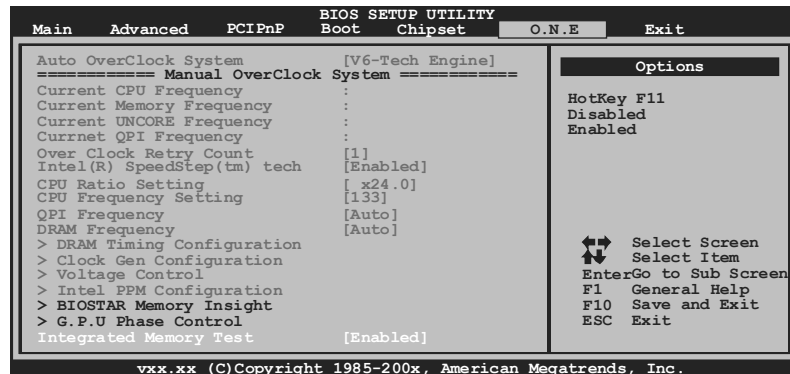 BIOS SETUP UTILITY
Main Advanced PCIPnP Boot Chipset O.N.E Exit
Auto OverClock System [V6-Tech Engine]
============ Manual OverClock System ============
Current CPU Frequency :
Current Memory Frequency :
Current UNCORE Frequency :
Currnet QPI Frequency :
Over Clock Retry Count [1]
Intel(R) SpeedStep(tm) tech [Enabled]
CPU Ratio Setting [ x24.0]
CPU Frequency Setting [133]
QPI Frequency [Auto]
DRAM Frequency [Auto]
> DRAM Timing Configuration
> Clock Gen Configuration
> Voltage Control
> Intel PPM Configuration
> BIOSTAR Memory Insight
> G.P.U Phase Control
Integrated Memory Test [Enabled]
Options
HotKey F11
Disabled
Enabled
Select Screen
Select Item
EnterGo to Sub Screen
F1 General Help
F10 Save and Exit
ESC Exit
vxx.xx (C)Copyright 1985-200x, American Megatrends, Inc.